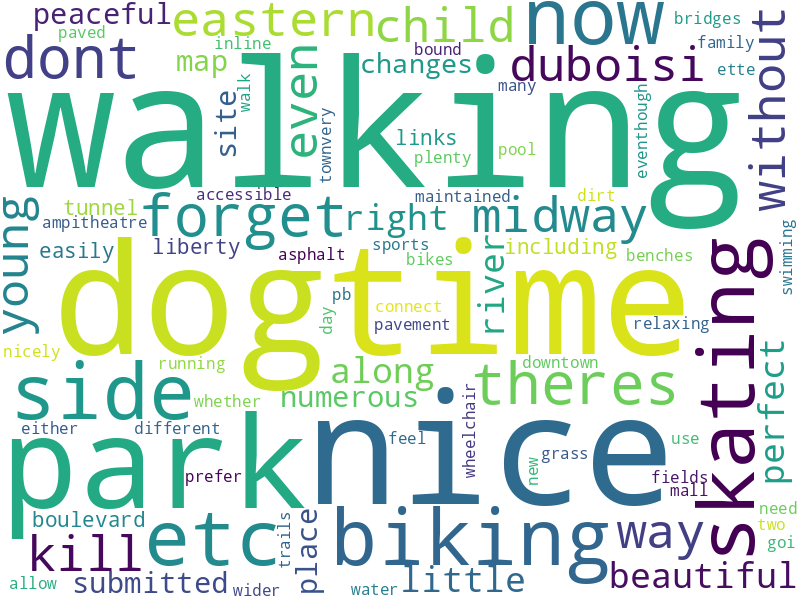 peaceful
eastern
child
now
bridges
paved
inline
bound
family
dont
map
changes
duboisi
ette
walking
site
walk
even
townvery
many
links
plenty
pool
eventhough
without
accessible
maintained
dirt
tunnel
ampitheatre
forget
right
midway
young
easily
liberty
asphalt
sports
bikes
river
including
benches
swimming
dogtime
pb
day
connect
pavement
relaxing
skating
nicely
running
along
downtown
side
whether
numerous
theres
perfect
either
different
park
nice
feel
wheelchair
grass
new
use
prefer
fields
mall
boulevard
etc
trails
place
biking
way
need
two
goi
kill
allow
submitted
wider
water
little
beautiful